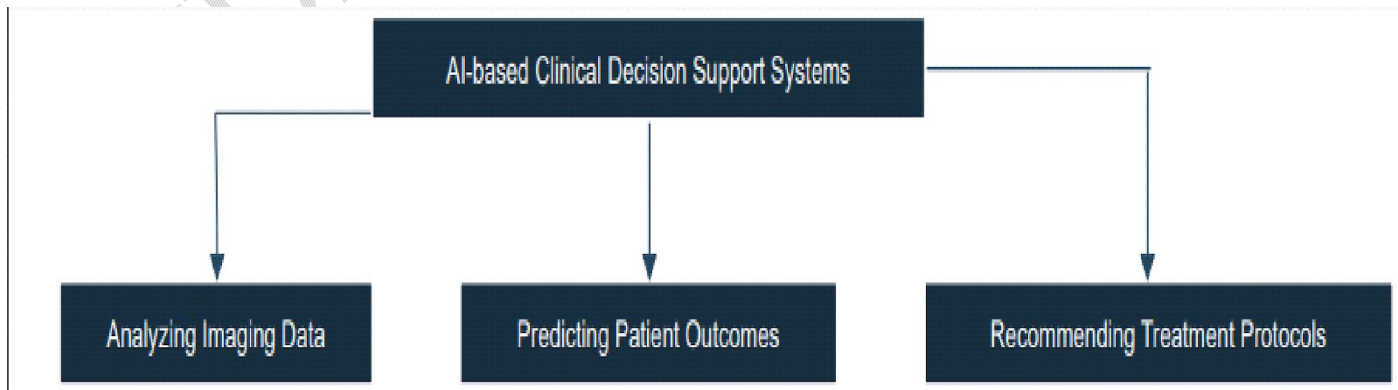 AI-based Clinical Decision Support Systems
Analyzing Imaging Data
Predicting Patient Outcomes
Recommending Treatment Protocols